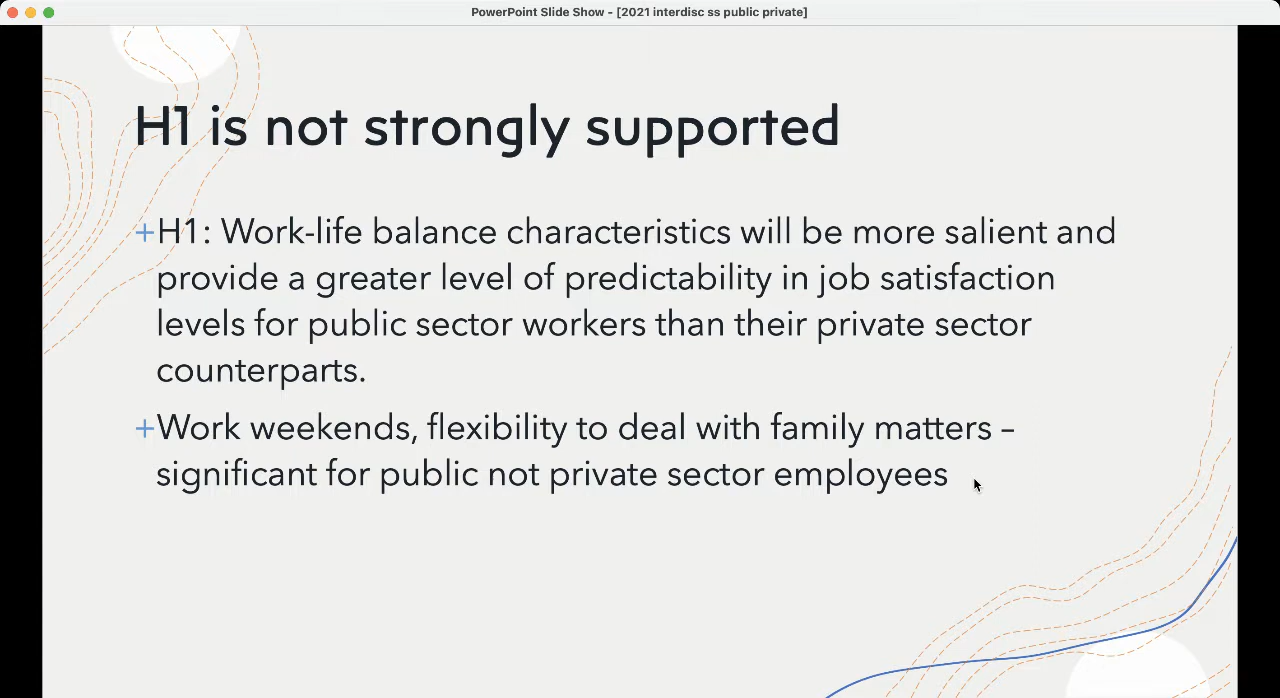 PowerPoint Slide Show - [2021 interdisc ss public private]
H1 is not strongly supported
+H1: Work-life balance characteristics will be more salient and
provide a greater level of predictability in job satisfaction
levels for public sector workers than their private sector
counterparts.
+Work weekends, flexibility to deal with family matters –
significant for public not private sector employees